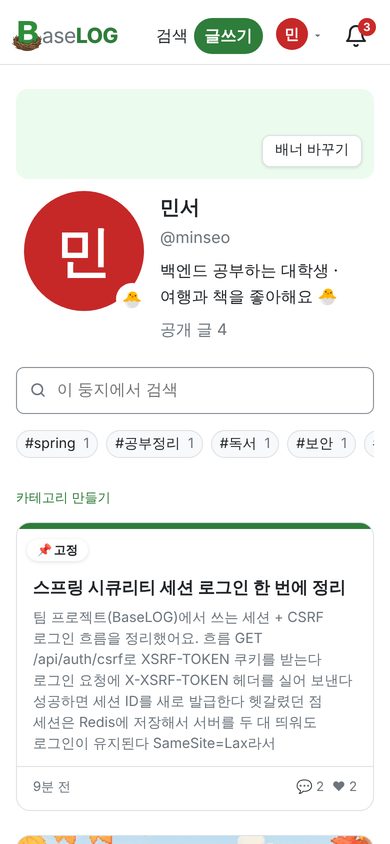 BaseLOG 검색 글쓰기 민 3
배너 바꾸기
민
민서
@minseo
백엔드 공부하는 대학생 ·
여행과 책을 좋아해요 🐣
공개 글 4
이 둥지에서 검색
#spring 1 #공부정리 1 #독서 1 #보안 1
카테고리 만들기
📌 고정
스프링 시큐리티 세션 로그인 한 번에 정리
팀 프로젝트(BaseLOG)에서 쓰는 세션 + CSRF
로그인 흐름을 정리했어요. 흐름 GET
/api/auth/csrf로 XSRF-TOKEN 쿠키를 받는다
로그인 요청에 X-XSRF-TOKEN 헤더를 실어 보낸다
성공하면 세션 ID를 새로 발급한다 헷갈렸던 점
세션은 Redis에 저장해서 서버를 두 대 띄워도
로그인이 유지된다 SameSite=Lax라서
9분 전 💬 2 ♥ 2